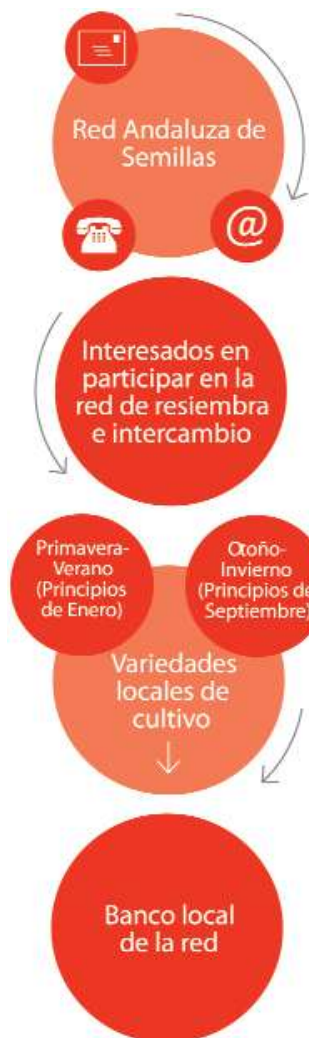 Red Andaluza de
Semillas
@
Interesados en
participar en la
red de resiembra
e intercambio
Primavera-
Verano
(Principios
de Enero)
Otoño-
Invierno
(Principios de
Septiembre)
Variedades
locales de
cultivo
Banco local
de la red